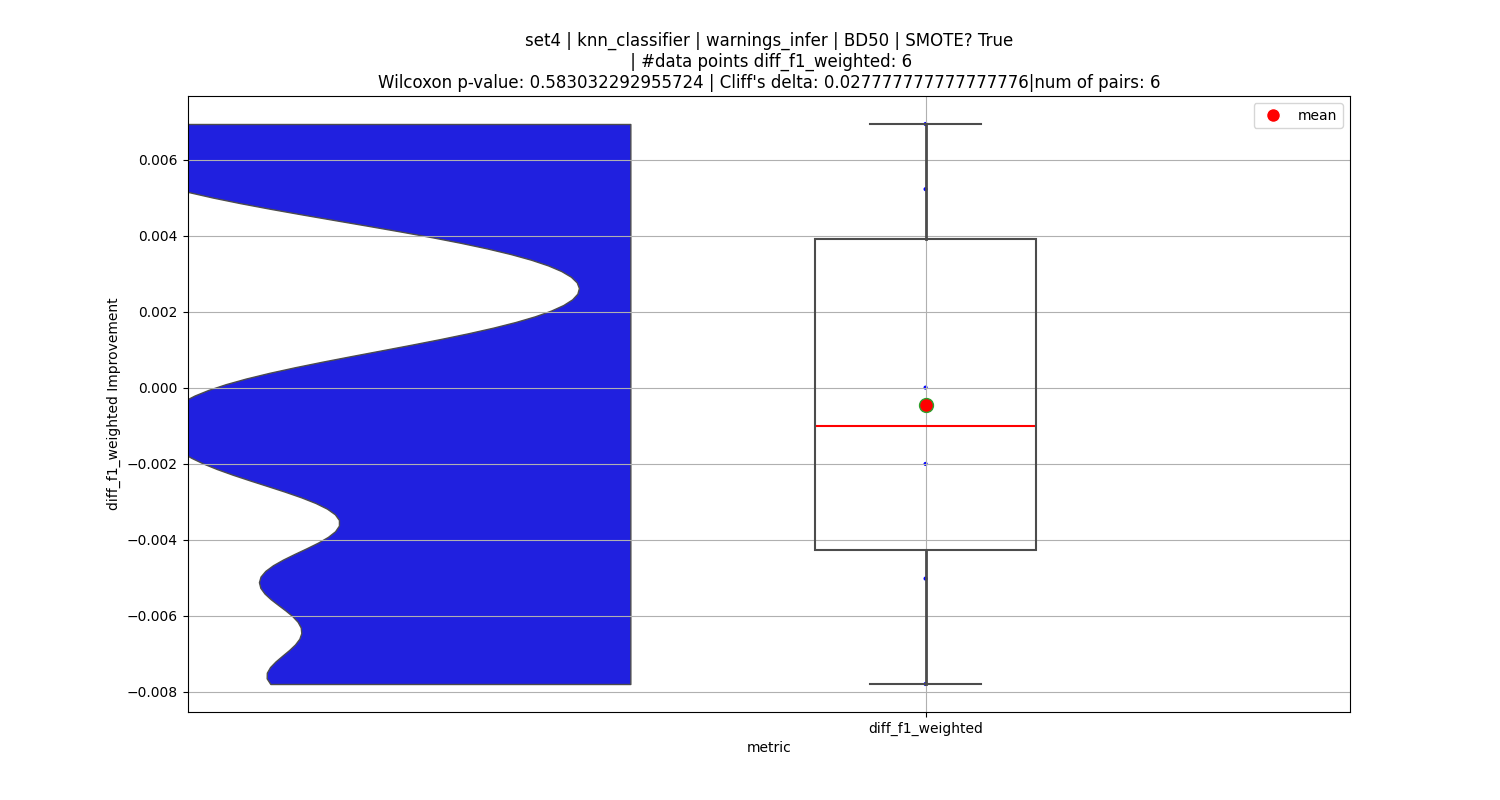 set4 | knn_classifier | warnings_infer | BD50 | SMOTE? True
| #data points diff_f1_weighted: 6
Wilcoxon p-value: 0.583032292955724 | Cliff's delta: 0.027777777777777776|num of pairs: 6
mean
0.006
0.004
0.002
0.000
−0.002
−0.004
−0.006
−0.008
diff_f1_weighted Improvement
diff_f1_weighted
metric